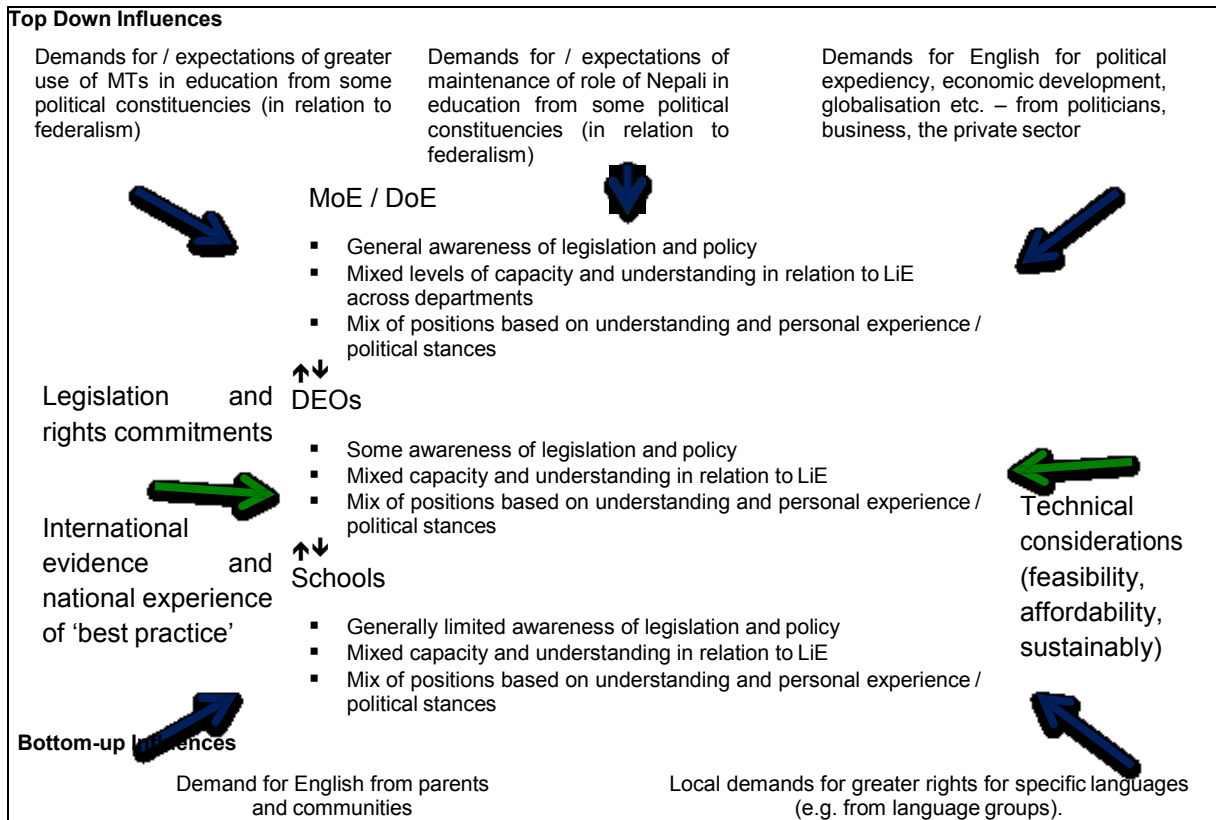 Top Down Influences
Demands for / expectations of greater
use of MTs in education from some
political constituencies (in relation to
federalism)
Demands for / expectations of
maintenance of role of Nepali in
education from some political
constituencies (in relation to
federalism)
Demands for English for political
expediency, economic development,
globalisation etc. – from politicians,
business, the private sector
MoE / DoE
▪ General awareness of legislation and policy
▪ Mixed levels of capacity and understanding in relation to LiE
across departments
▪ Mix of positions based on understanding and personal experience /
political stances
Legislation and
rights commitments
International
evidence and
national experience
of ‘best practice’
DEOs
▪ Some awareness of legislation and policy
▪ Mixed capacity and understanding in relation to LiE
▪ Mix of positions based on understanding and personal experience /
political stances
Schools
▪ Generally limited awareness of legislation and policy
▪ Mixed capacity and understanding in relation to LiE
▪ Mix of positions based on understanding and personal experience /
political stances
Technical
considerations
(feasibility,
affordability,
sustainably)
Bottom-up Influences
Demand for English from parents
and communities
Local demands for greater rights for specific languages
(e.g. from language groups).